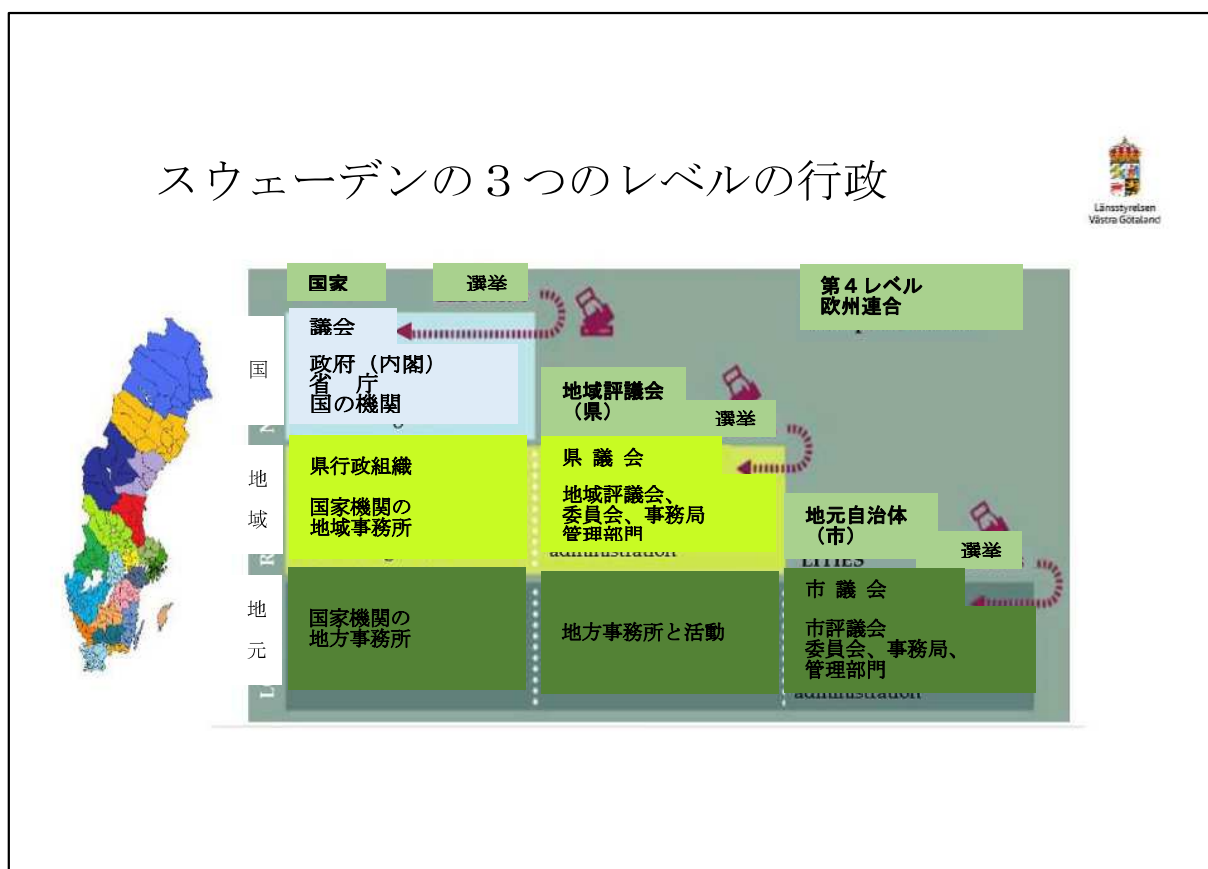 スウェーデンの３つのレベルの行政
Länsstyrelsen
Västra Götaland
国家
選挙
第４レベル
欧州連合
国
議会
政府（内閣）
省　庁
国の機関
地域評議会
（県）
選挙
地
域
県行政組織
国家機関の
地域事務所
県 議 会
地域評議会、
委員会、事務局
管理部門
administration
地元自治体
（市）
選挙
LITIES
地
元
国家機関の
地方事務所
地方事務所と活動
市 議 会
市評議会
委員会、事務局、
管理部門
administration